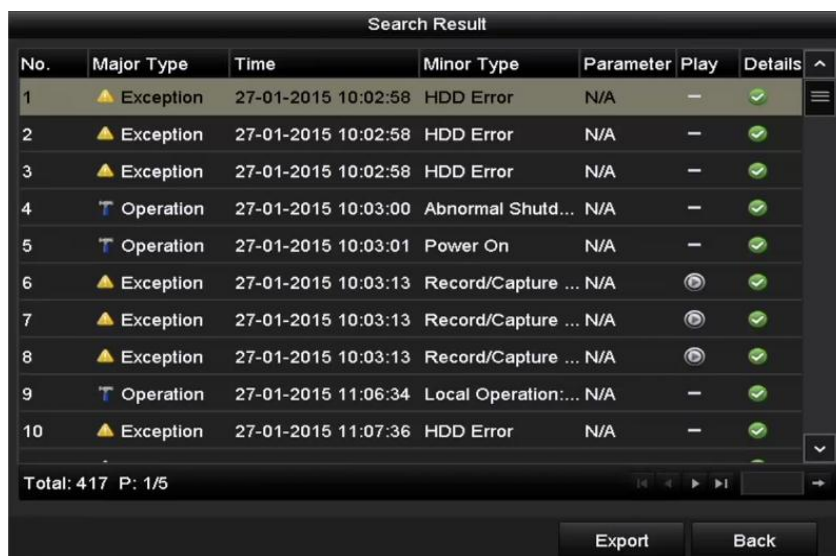 Search Result
No. Major Type Time Minor Type Parameter Play Details
1 Exception 27-01-2015 10:02:58 HDD Error N/A —
2 Exception 27-01-2015 10:02:58 HDD Error N/A —
3 Exception 27-01-2015 10:02:58 HDD Error N/A —
4 Operation 27-01-2015 10:03:00 Abnormal Shutd... N/A —
5 Operation 27-01-2015 10:03:01 Power On N/A —
6 Exception 27-01-2015 10:03:13 Record/Capture ... N/A
7 Exception 27-01-2015 10:03:13 Record/Capture ... N/A
8 Exception 27-01-2015 10:03:13 Record/Capture ... N/A
9 Operation 27-01-2015 11:06:34 Local Operation:... N/A —
10 Exception 27-01-2015 11:07:36 HDD Error N/A —
Total: 417 P: 1/5
Export Back